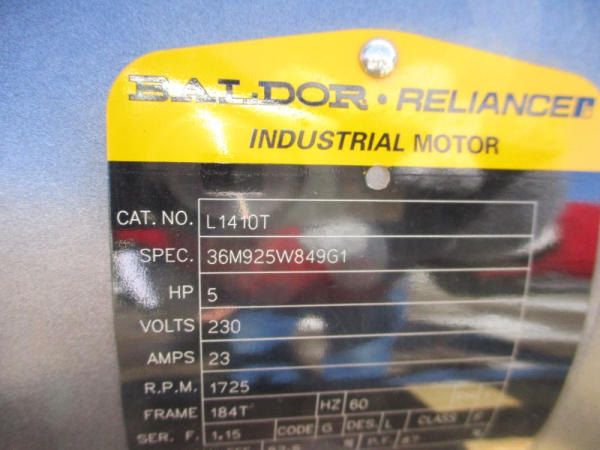 BALDOR • RELIANCE
INDUSTRIAL MOTOR
CAT. NO. L1410T
SPEC. 36M925W849G1
HP 5
VOLTS 230
AMPS 23
R.P.M. 1725
FRAME 184T HZ 60
SER. F. 1.15 CODE G DES. L CLASS F
P.F.